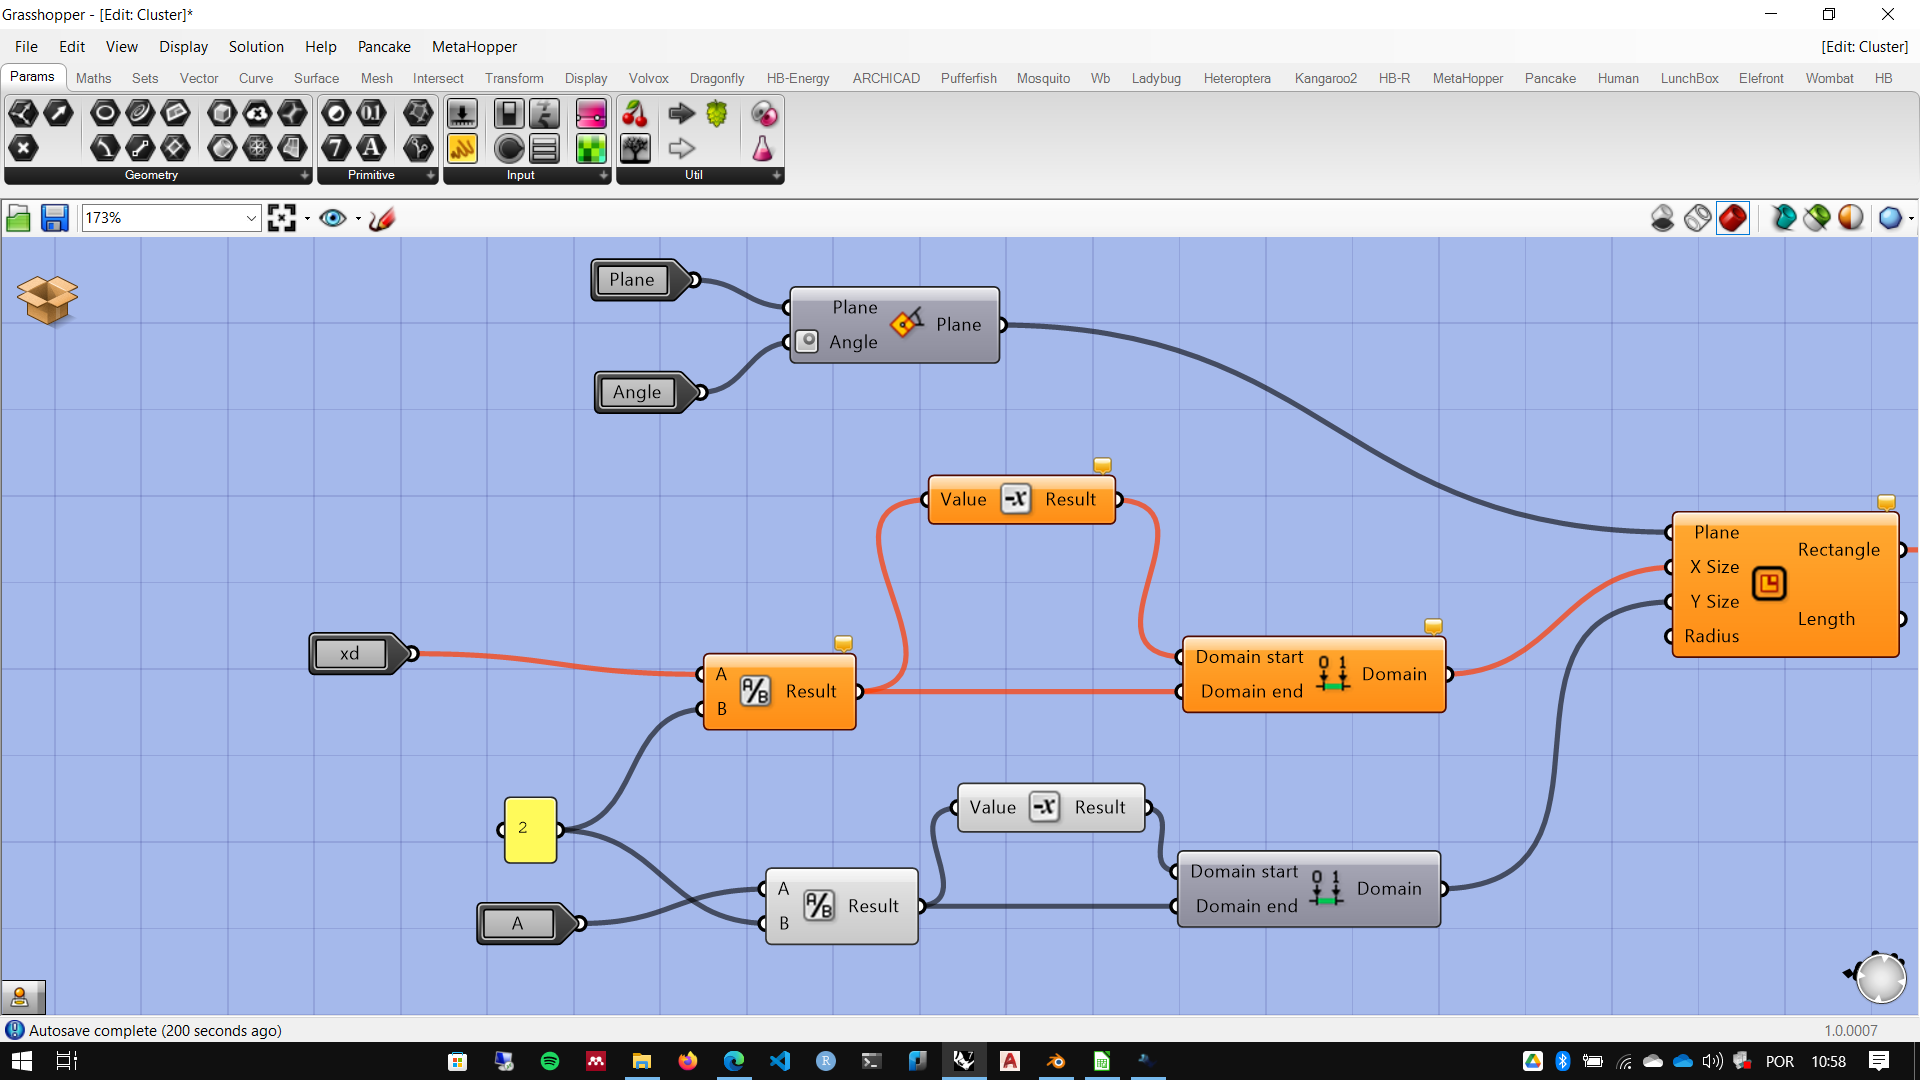 Grasshopper - [Edit: Cluster]*
File Edit View Display Solution Help Pancake MetaHopper [Edit: Cluster]
Params Maths Sets Vector Curve Surface Mesh Intersect Transform Display Volvox Dragonfly HB-Energy ARCHICAD Pufferfish Mosquito Wb Ladybug Heteroptera Kangaroo2 HB-R MetaHopper Pancake Human LunchBox Elefront Wombat HB
Geometry Primitive Input Util
173%
Plane
Plane
Angle
Plane
Angle
Value -x Result
Plane
X Size
Y Size
Radius
Rectangle
Length
xd
A
B
A/B
Result
Domain start
Domain end
0 1
Domain
2
Value -x Result
A
A
B
A/B
Result
Domain start
Domain end
0 1
Domain
Autosave complete (200 seconds ago)
1.0.0007
POR 10:58